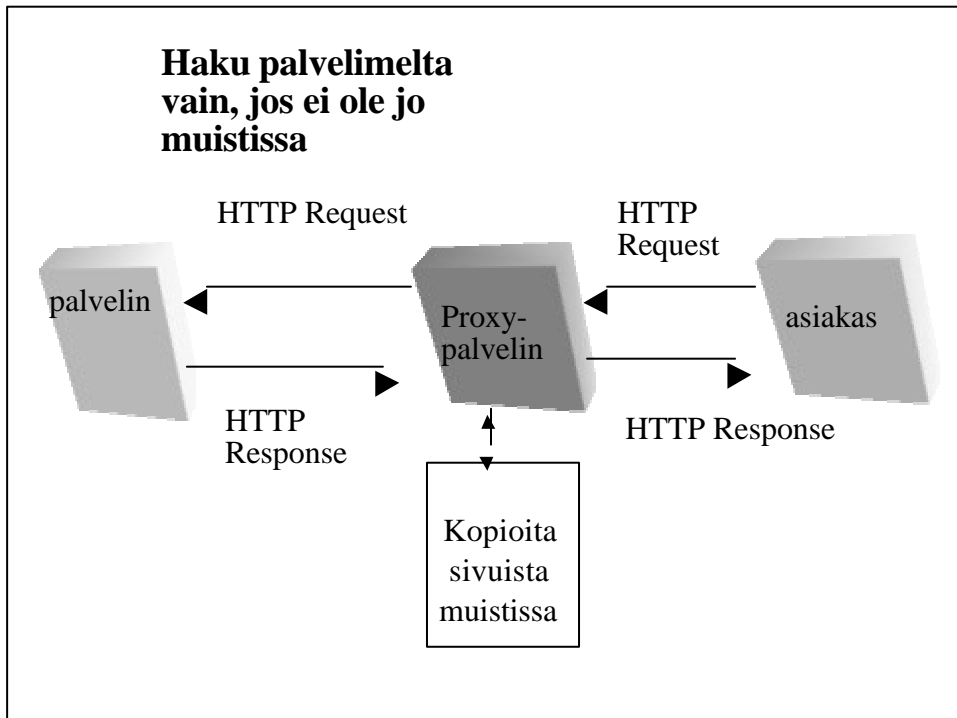 Haku palvelimelta
vain, jos ei ole jo
muistissa
HTTP Request
HTTP
Request
palvelin
Proxy-
palvelin
asiakas
HTTP
Response
HTTP Response
Kopioita
sivuista
muistissa